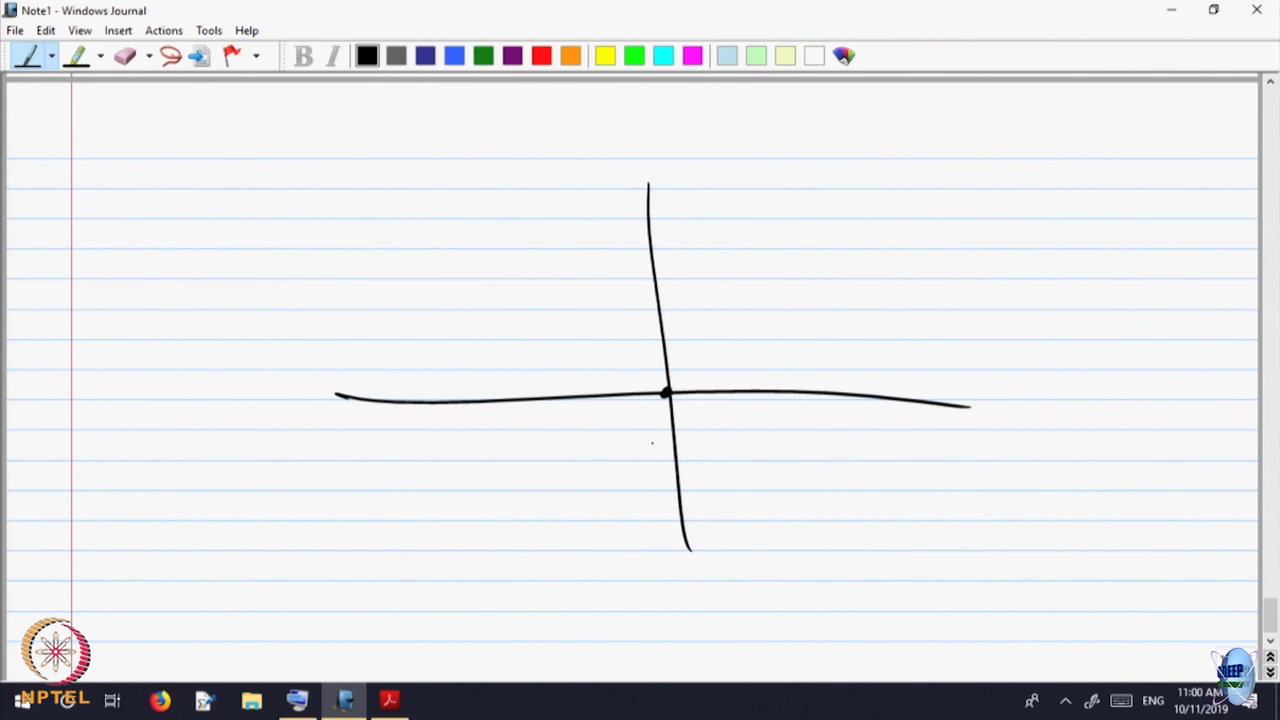 Note1 - Windows Journal
File Edit View Insert Actions Tools Help
B I
NPTEL
ENG
11:00 AM
10/11/2019